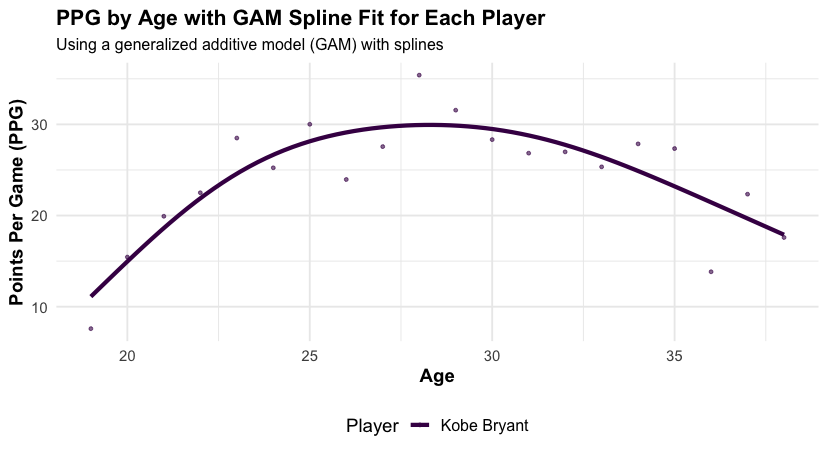 PPG by Age with GAM Spline Fit for Each Player
Using a generalized additive model (GAM) with splines
Points Per Game (PPG)
30
20
10
20 25 30 35
Age
Player Kobe Bryant